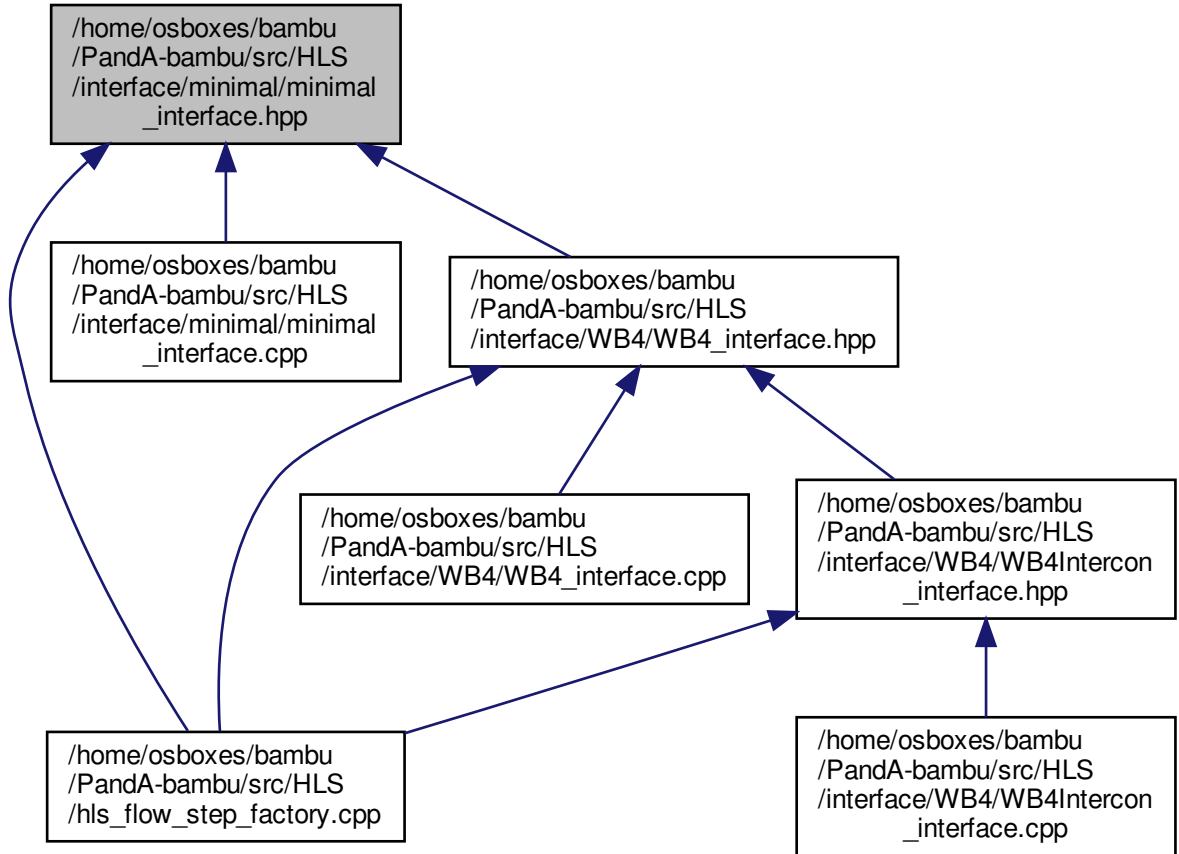 /home/osboxes/bambu
/PandA-bambu/src/HLS
/interface/minimal/minimal
_interface.hpp
/home/osboxes/bambu
/PandA-bambu/src/HLS
/interface/minimal/minimal
_interface.cpp
/home/osboxes/bambu
/PandA-bambu/src/HLS
/interface/WB4/WB4_interface.hpp
/home/osboxes/bambu
/PandA-bambu/src/HLS
/interface/WB4/WB4_interface.cpp
/home/osboxes/bambu
/PandA-bambu/src/HLS
/interface/WB4/WB4Intercon
_interface.hpp
/home/osboxes/bambu
/PandA-bambu/src/HLS
/hls_flow_step_factory.cpp
/home/osboxes/bambu
/PandA-bambu/src/HLS
/interface/WB4/WB4Intercon
_interface.cpp